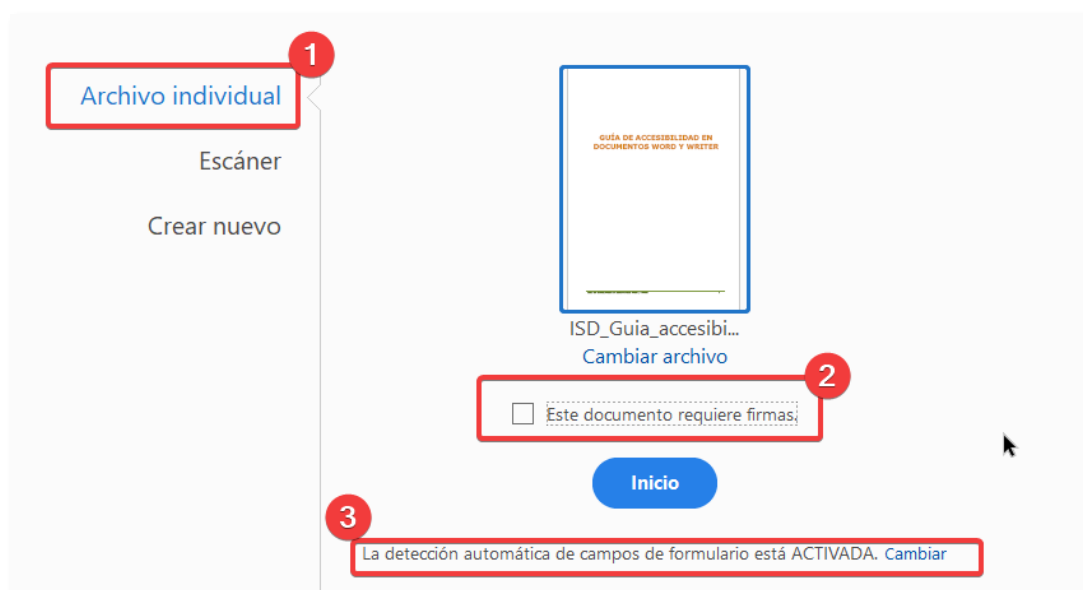 1
Archivo individual
Escáner
Crear nuevo
GUÍA DE ACCESIBILIDAD EN
DOCUMENTOS WORD Y WRITER
ISD_Guia_accesibi...
Cambiar archivo
2
Este documento requiere firmas.
Inicio
3
La detección automática de campos de formulario está ACTIVADA. Cambiar